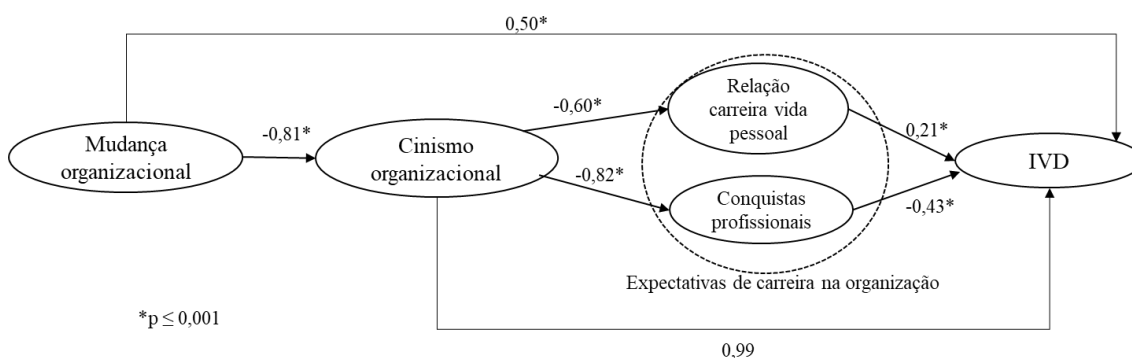 0,50*
Relação
carreira vida
pessoal
-0,60*
0,21*
-0,81*
Mudança
organizacional
Cinismo
organizacional
IVD
-0,82*
Conquistas
profissionais
-0,43*
Expectativas de carreira na organização
*p ≤ 0,001
0,99